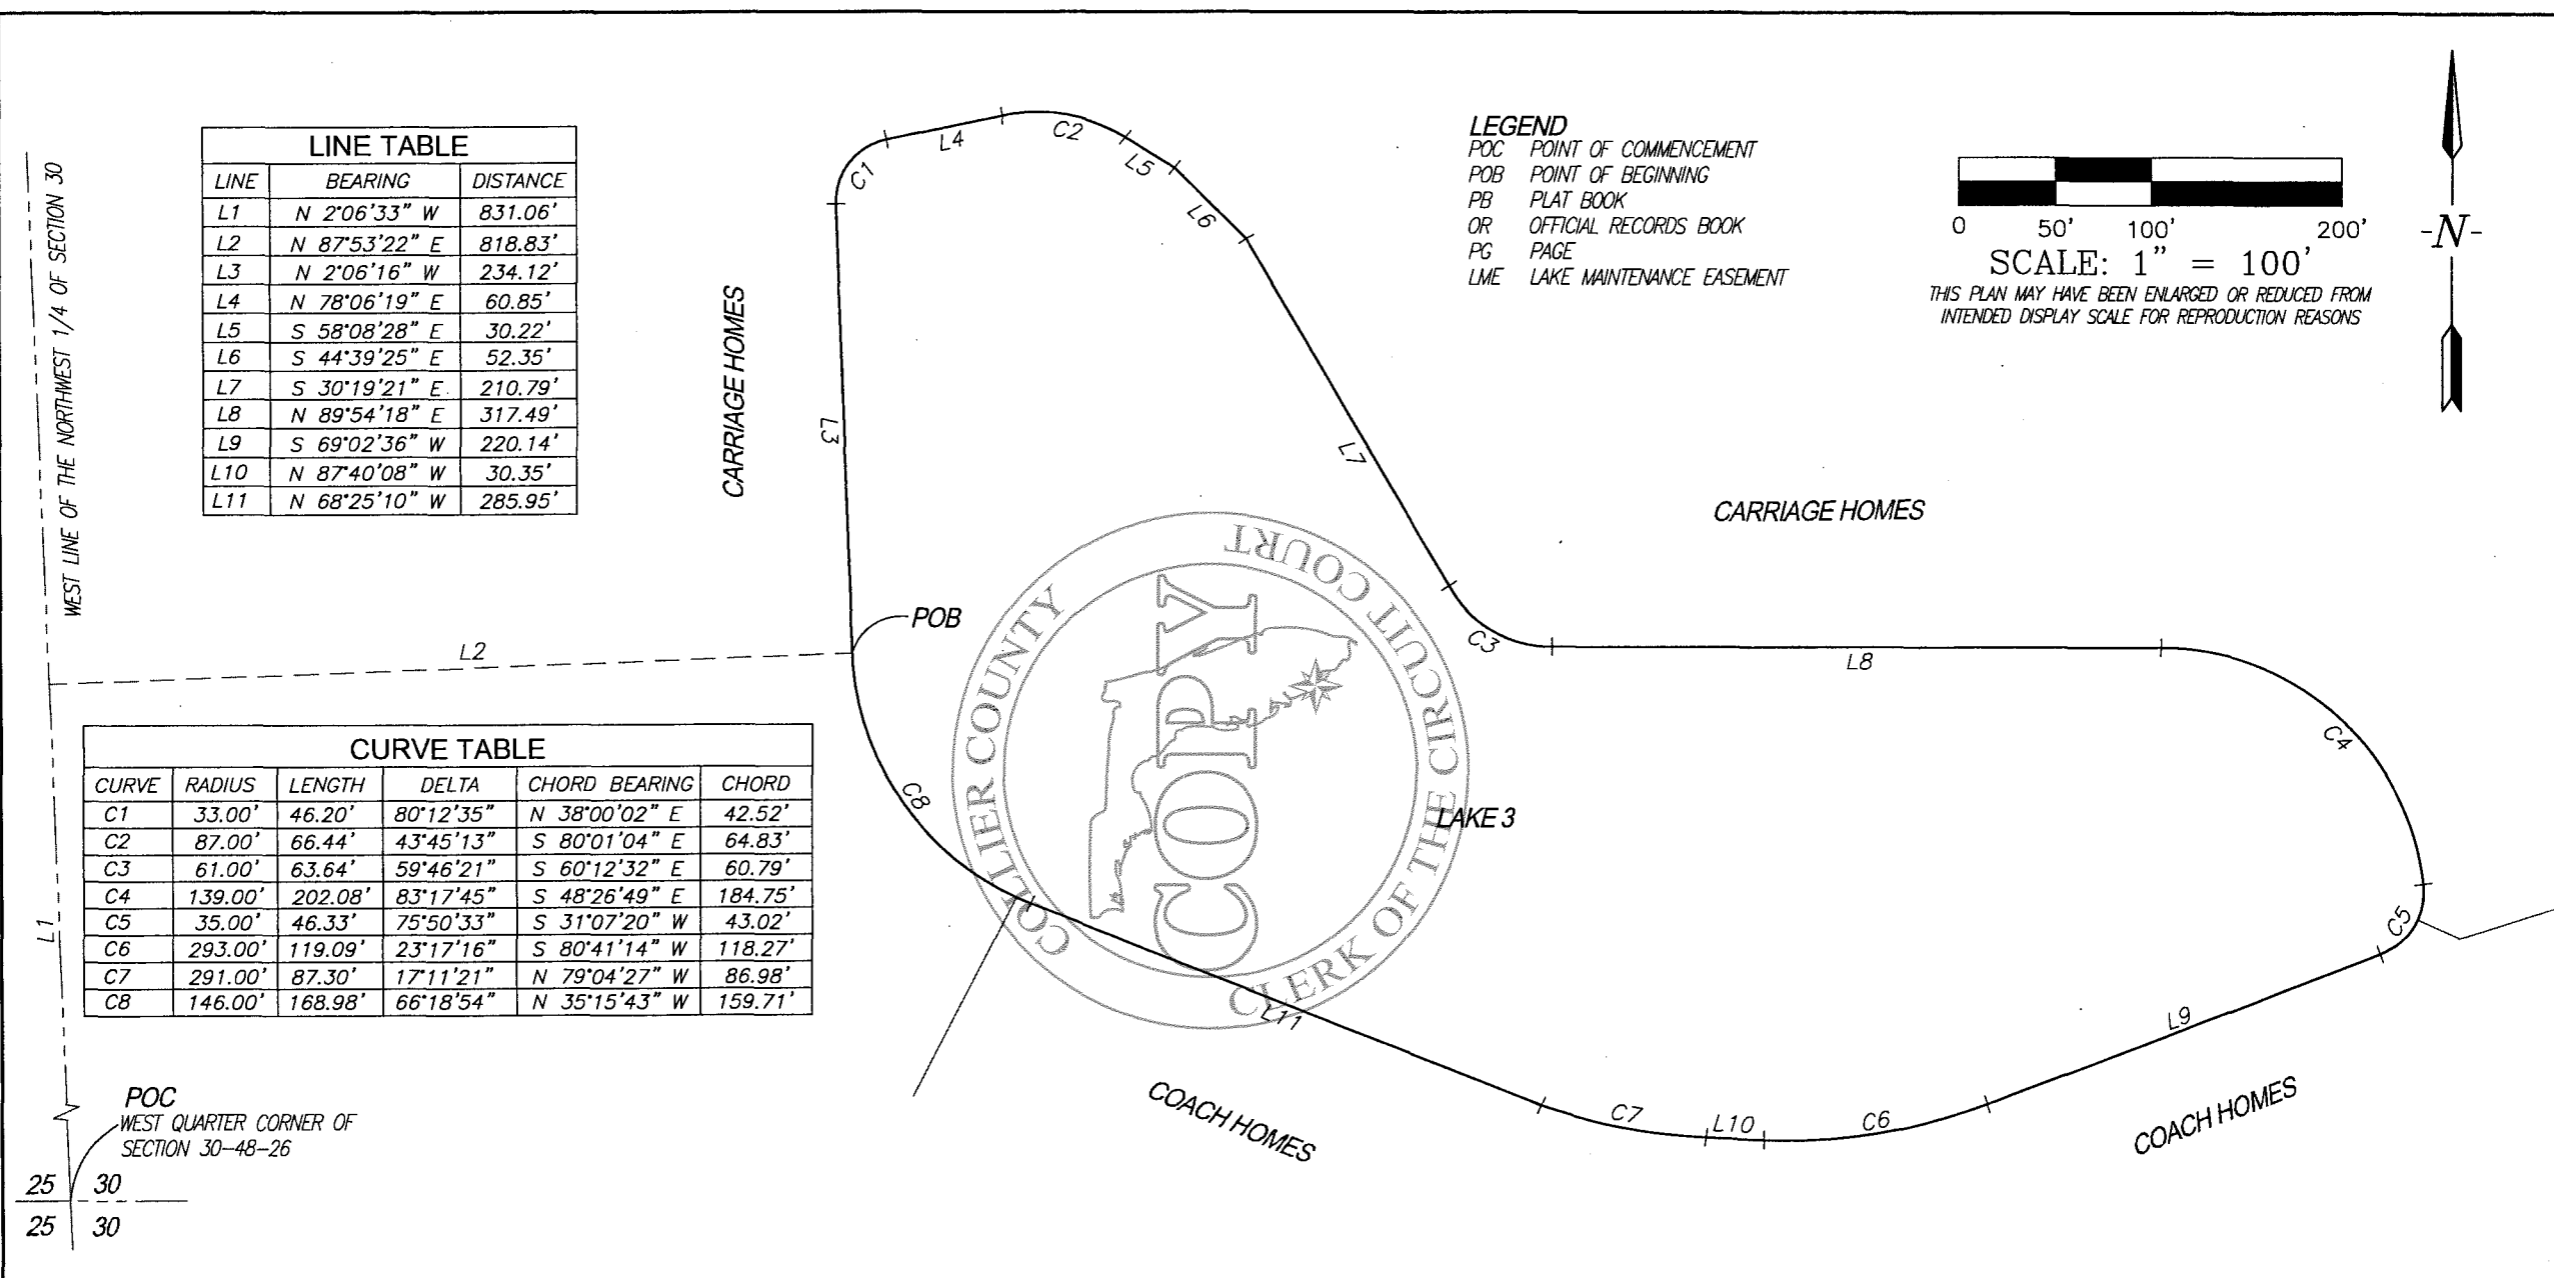 LINE TABLE
LINE BEARING DISTANCE
L1 N 2°06'33" W 831.06'
L2 N 87°53'22" E 818.83'
L3 N 2°06'16" W 234.12'
L4 N 78°06'19" E 60.85'
L5 S 58°08'28" E 30.22'
L6 S 44°39'25" E 52.35'
L7 S 30°19'21" E 210.79'
L8 N 89°54'18" E 317.49'
L9 S 69°02'36" W 220.14'
L10 N 87°40'08" W 30.35'
L11 N 68°25'10" W 285.95'
WEST LINE OF THE NORTHWEST 1/4 OF SECTION 30
CARRIAGE HOMES
C1
L4
C2
L5
L6
L3
L7
LEGEND
POC POINT OF COMMENCEMENT
POB POINT OF BEGINNING
PB PLAT BOOK
OR OFFICIAL RECORDS BOOK
PG PAGE
LME LAKE MAINTENANCE EASEMENT
0 50' 100' 200'
SCALE: 1" = 100'
THIS PLAN MAY HAVE BEEN ENLARGED OR REDUCED FROM
INTENDED DISPLAY SCALE FOR REPRODUCTION REASONS
-N-
CARRIAGE HOMES
POB
L2
C3
L8
C4
CURVE TABLE
CURVE RADIUS LENGTH DELTA CHORD BEARING CHORD
C1 33.00' 46.20' 80°12'35" N 38°00'02" E 42.52'
C2 87.00' 66.44' 43°45'13" S 80°01'04" E 64.83'
C3 61.00' 63.64' 59°46'21" S 60°12'32" E 60.79'
C4 139.00' 202.08' 83°17'45" S 48°26'49" E 184.75'
C5 35.00' 46.33' 75°50'33" S 31°07'20" W 43.02'
C6 293.00' 119.09' 23°17'16" S 80°41'14" W 118.27'
C7 291.00' 87.30' 17°11'21" N 79°04'27" W 86.98'
C8 146.00' 168.98' 66°18'54" N 35°15'43" W 159.71'
C8
COLLIER COUNTY
CLERK OF THE CIRCUIT COURT
COPY
LAKE 3
L1
C5
L11
L9
C7
L10
C6
COACH HOMES
COACH HOMES
POC
WEST QUARTER CORNER OF
SECTION 30-48-26
25 30
25 30